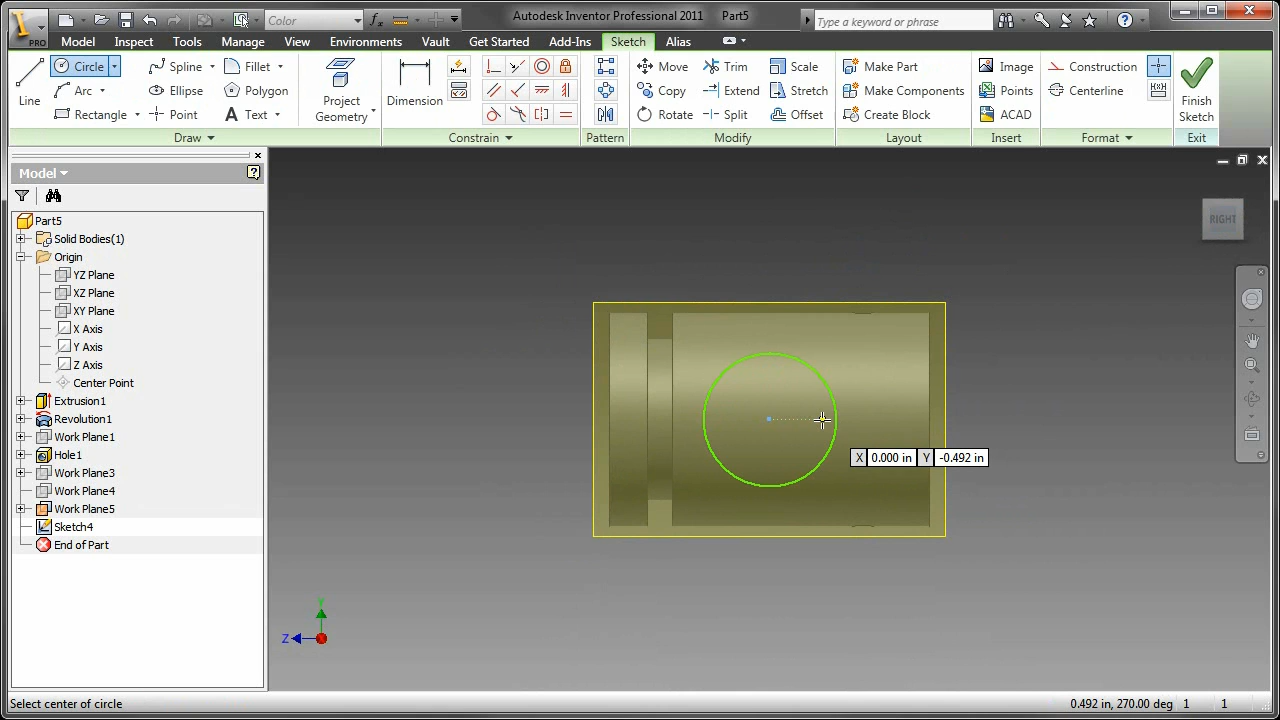 Color
Autodesk Inventor Professional 2011 Part5
Type a keyword or phrase
PRO
Model Inspect Tools Manage View Environments Vault Get Started Add-Ins Sketch Alias
Line
Circle
Arc
Rectangle
Spline
Ellipse
Point
Fillet
Polygon
Text
Project
Geometry
Draw
Dimension
Constrain
Pattern
Move
Copy
Rotate
Trim
Extend
Split
Scale
Stretch
Offset
Modify
Make Part
Make Components
Create Block
Layout
Image
Points
ACAD
Insert
Construction
Centerline
Format
Finish
Sketch
Exit
Model
Part5
Solid Bodies(1)
Origin
YZ Plane
XZ Plane
XY Plane
X Axis
Y Axis
Z Axis
Center Point
Extrusion1
Revolution1
Work Plane1
Hole1
Work Plane3
Work Plane4
Work Plane5
Sketch4
End of Part
RIGHT
X 0.000 in Y -0.492 in
Y
Z
Select center of circle
0.492 in, 270.00 deg 1 1